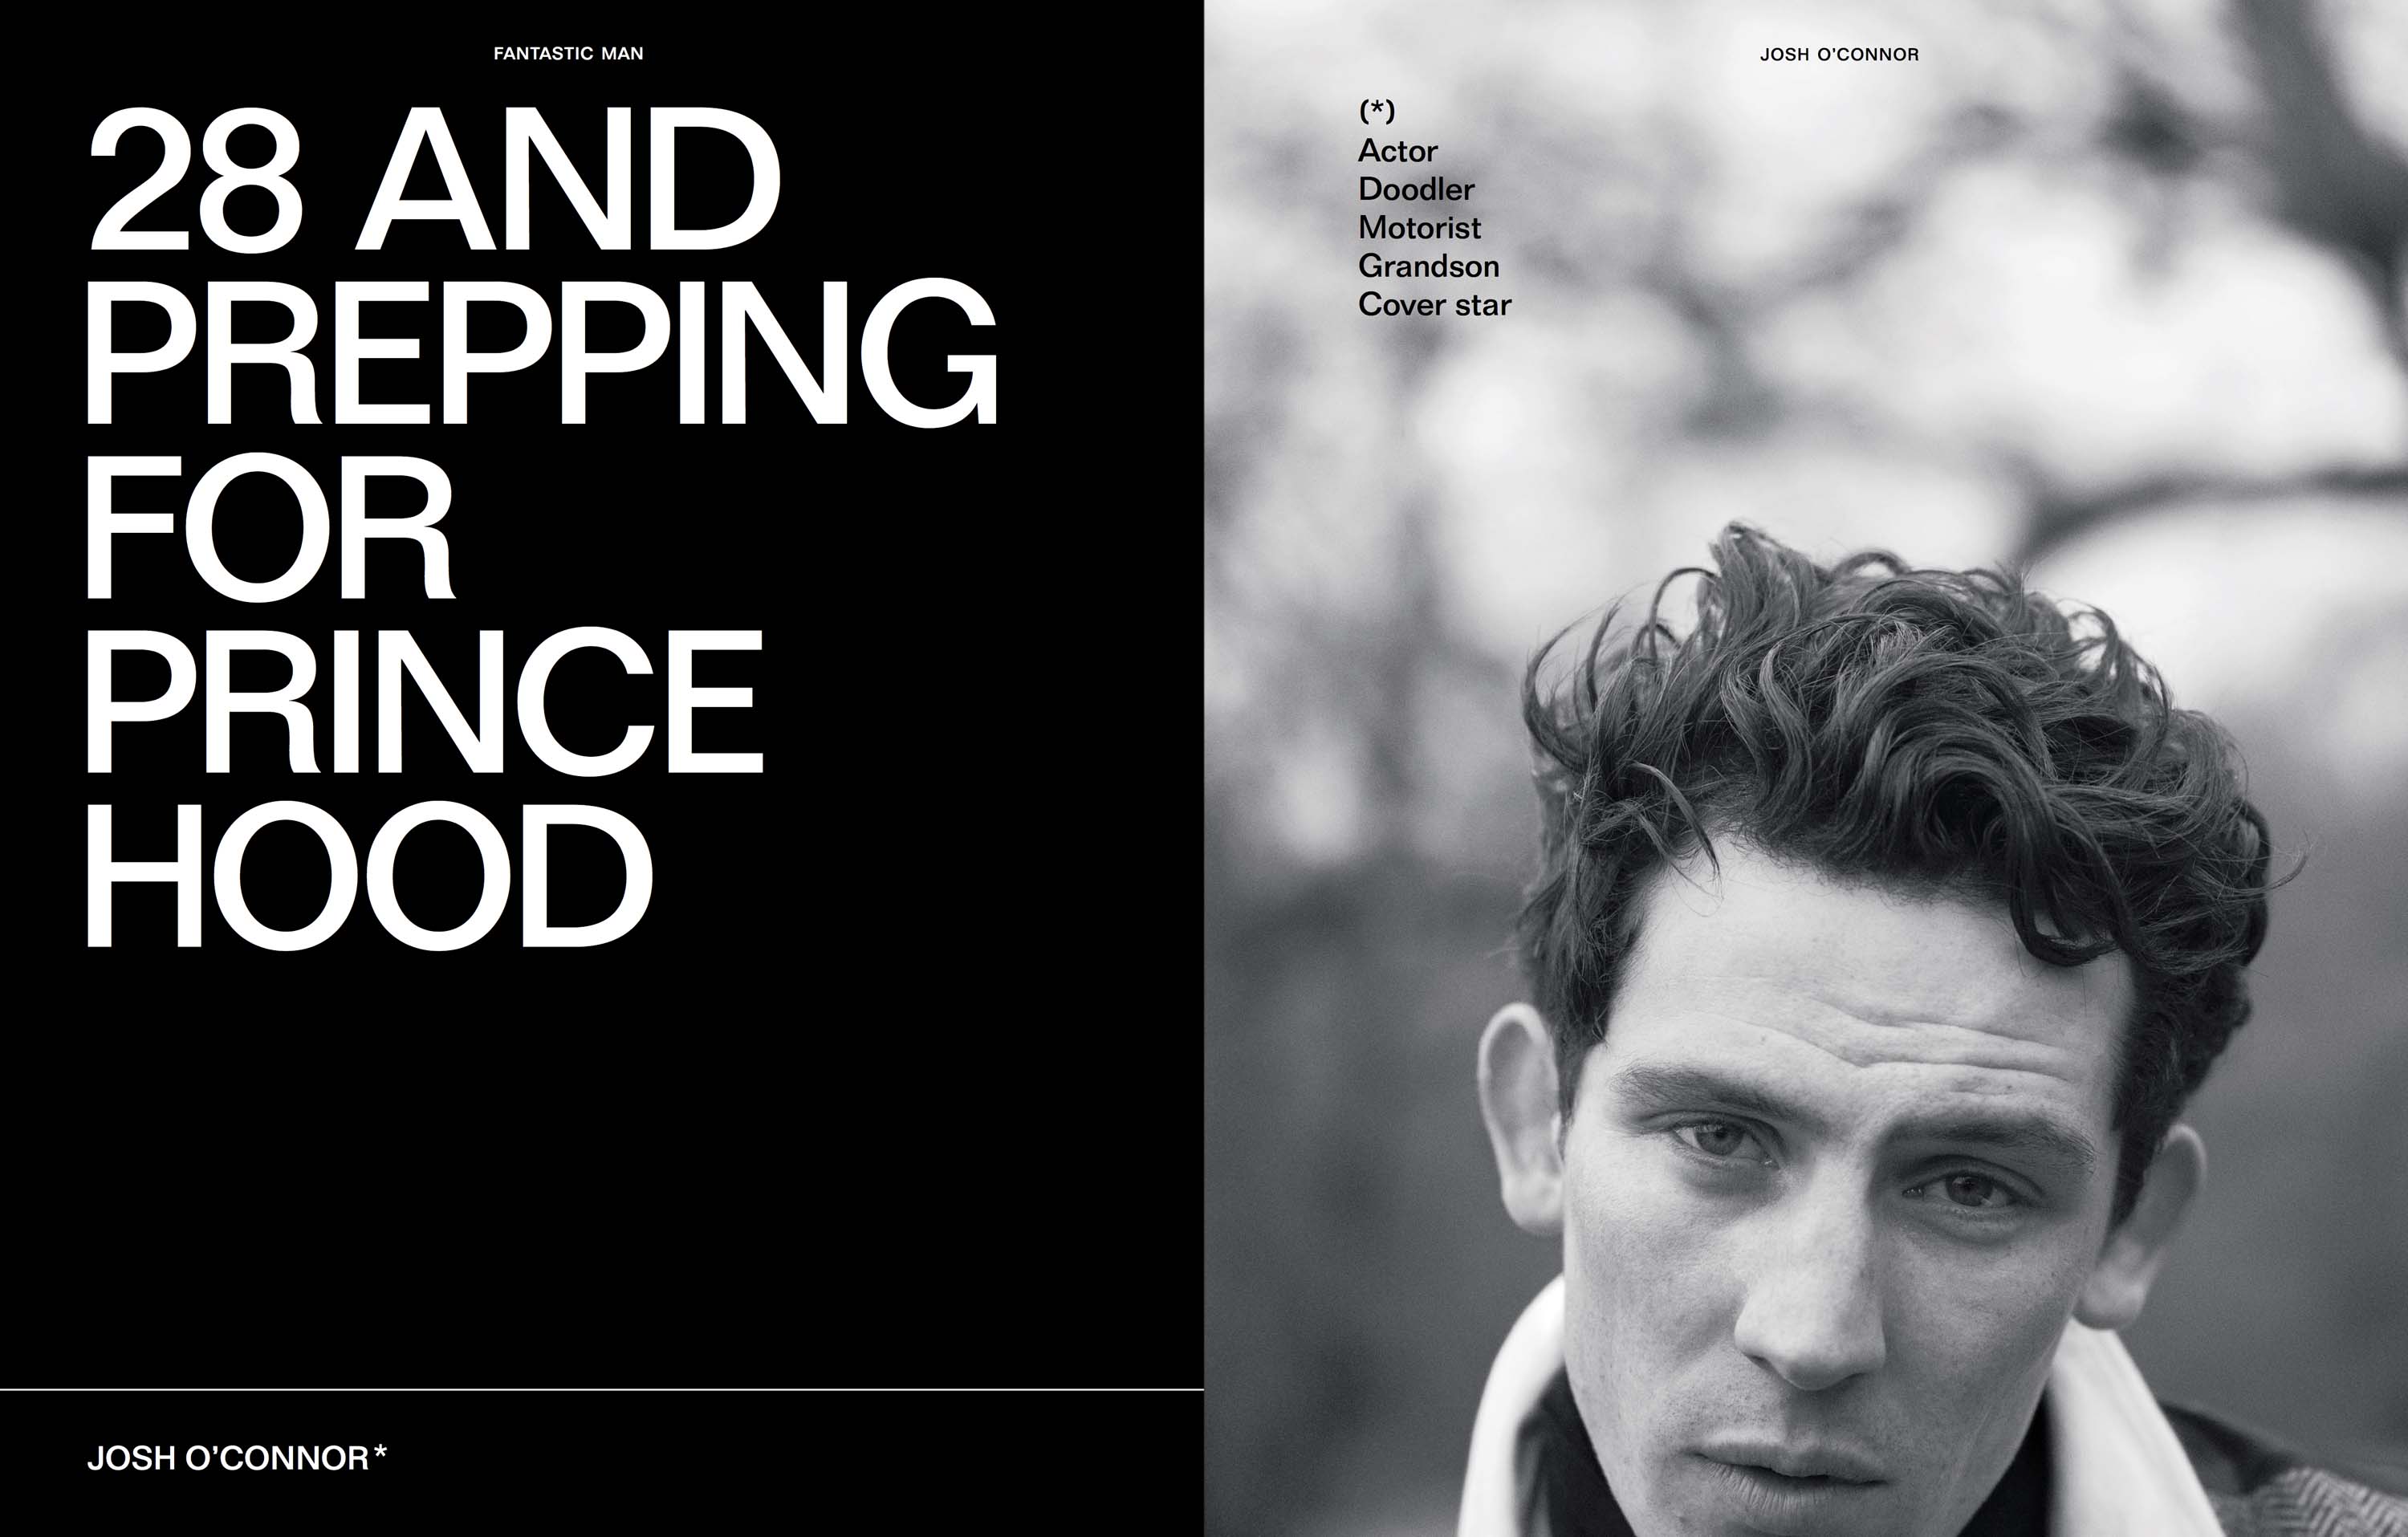 FANTASTIC MAN
28 AND
PREPPING
FOR
PRINCE
HOOD
JOSH O’CONNOR*
JOSH O’CONNOR
(*)
Actor
Doodler
Motorist
Grandson
Cover star